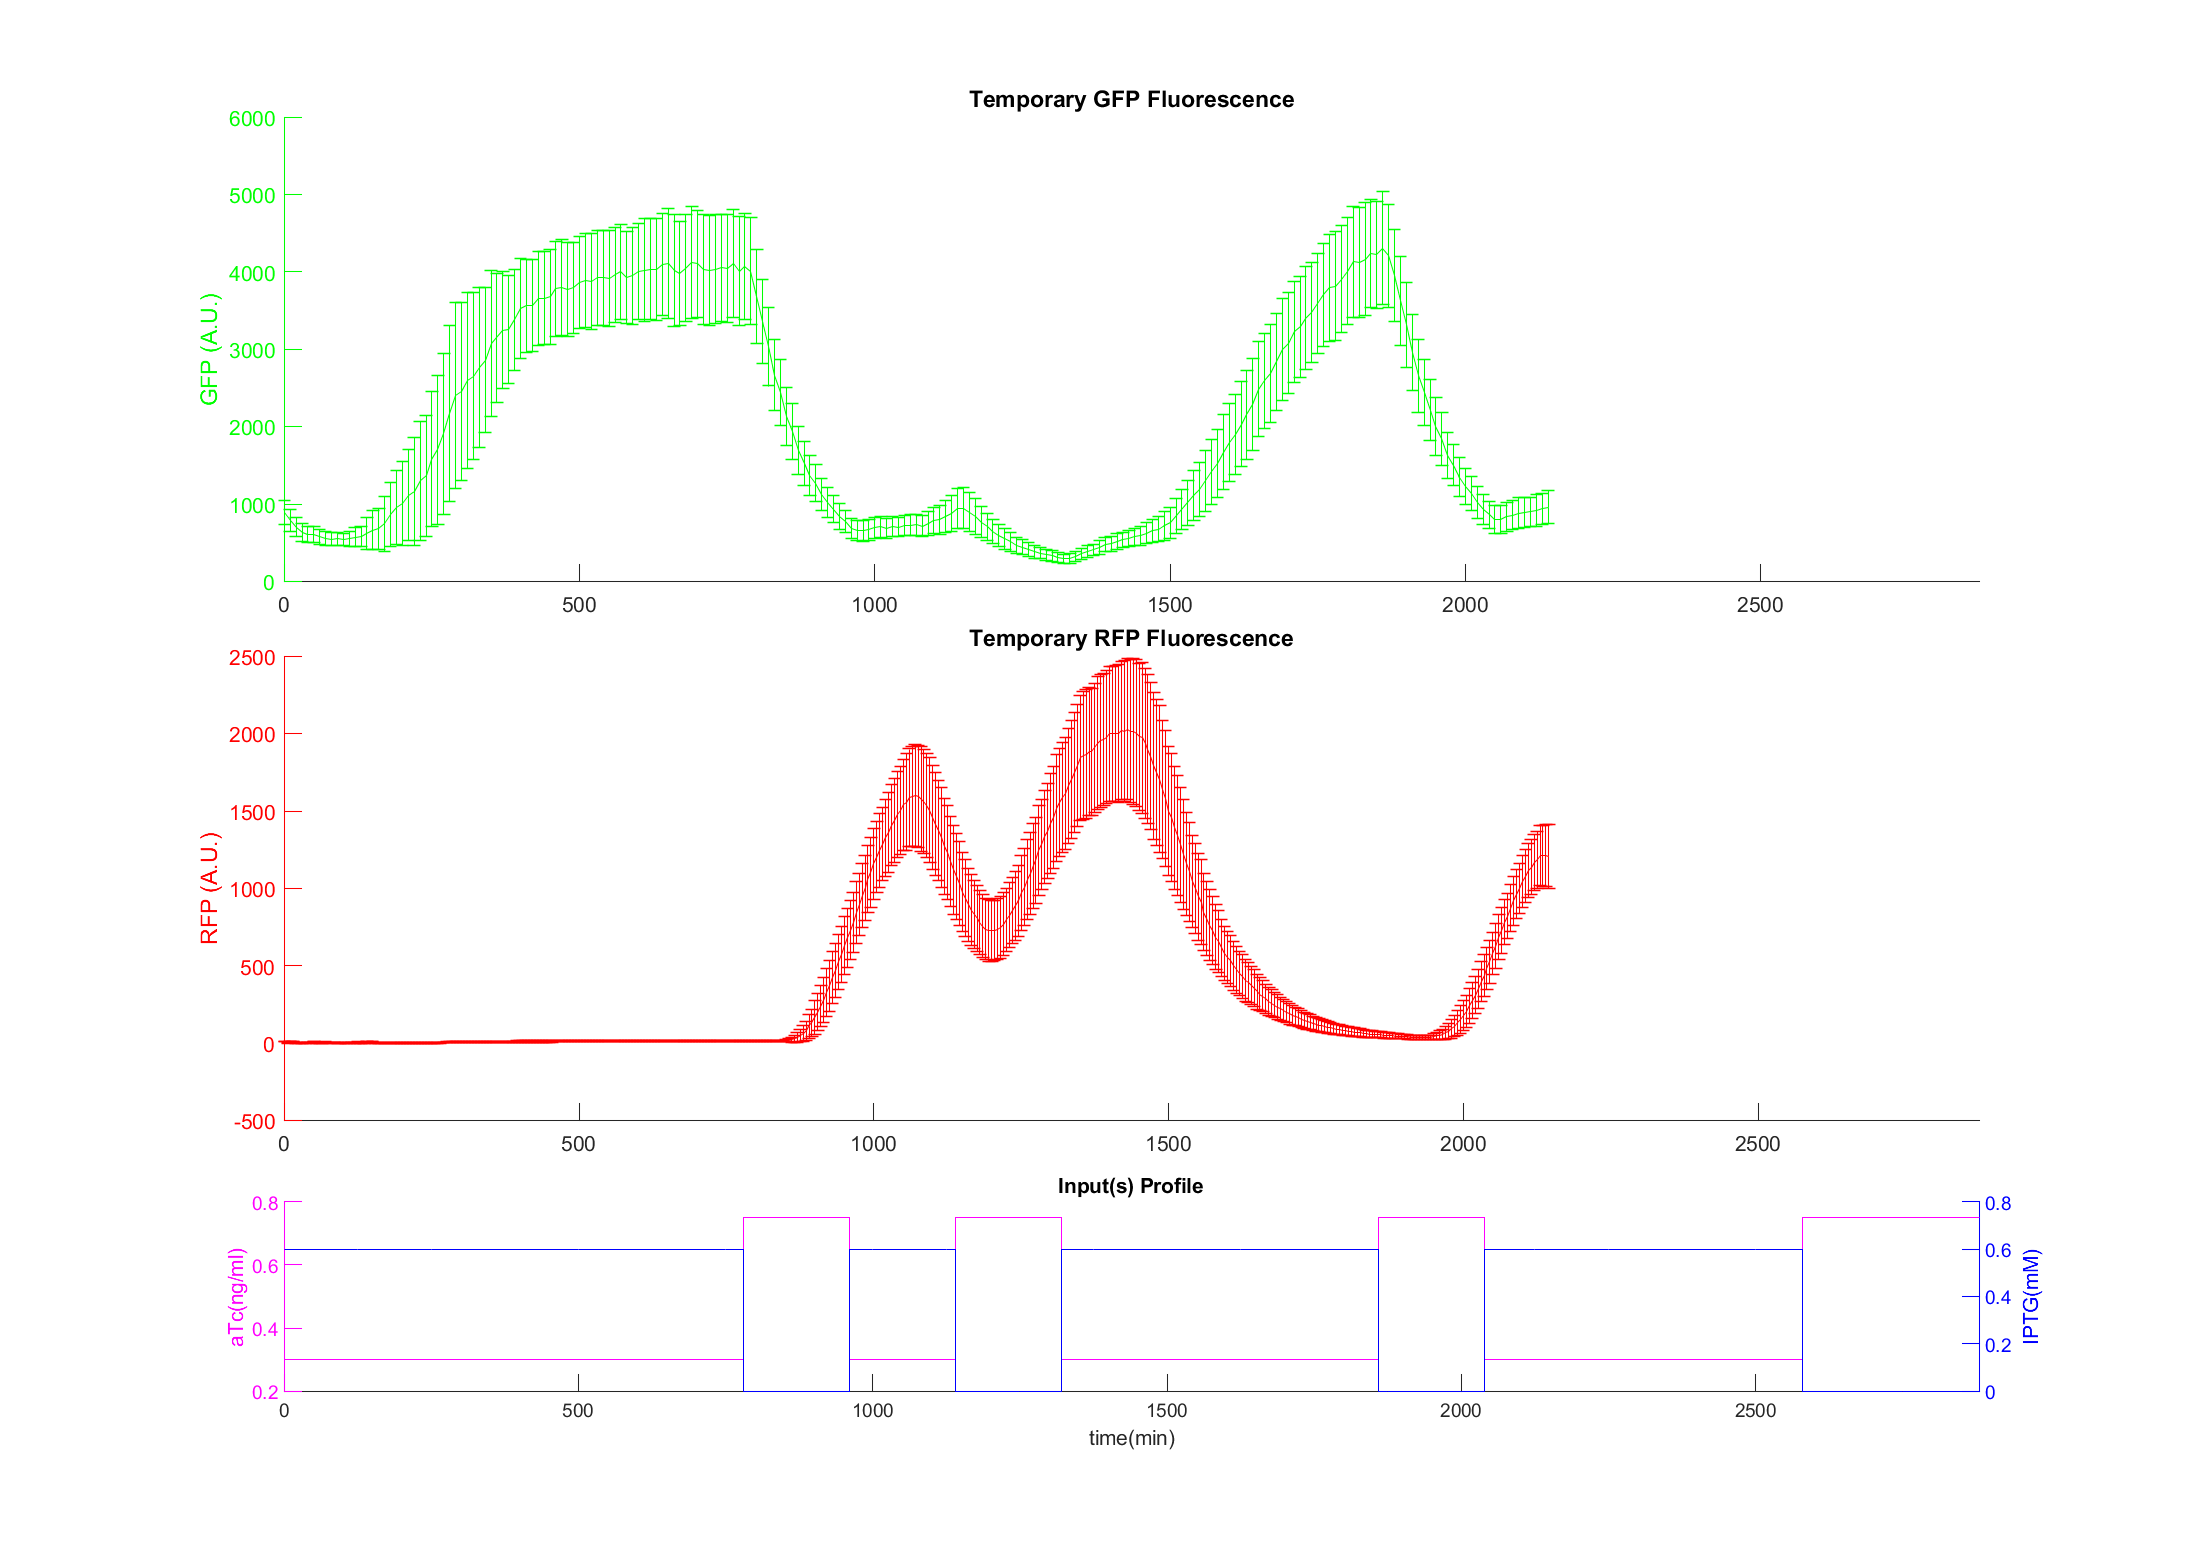 Temporary GFP Fluorescence
6000
5000
4000
3000
2000
1000
0
GFP (A.U.)
0 500 1000 1500 2000 2500
Temporary RFP Fluorescence
2500
2000
1500
1000
500
0
-500
RFP (A.U.)
0 500 1000 1500 2000 2500
Input(s) Profile
0.8
0.6
0.4
0.2
aTc(ng/ml)
0.8
0.6
0.4
0.2
0
IPTG(mM)
0 500 1000 1500 2000 2500
time(min)